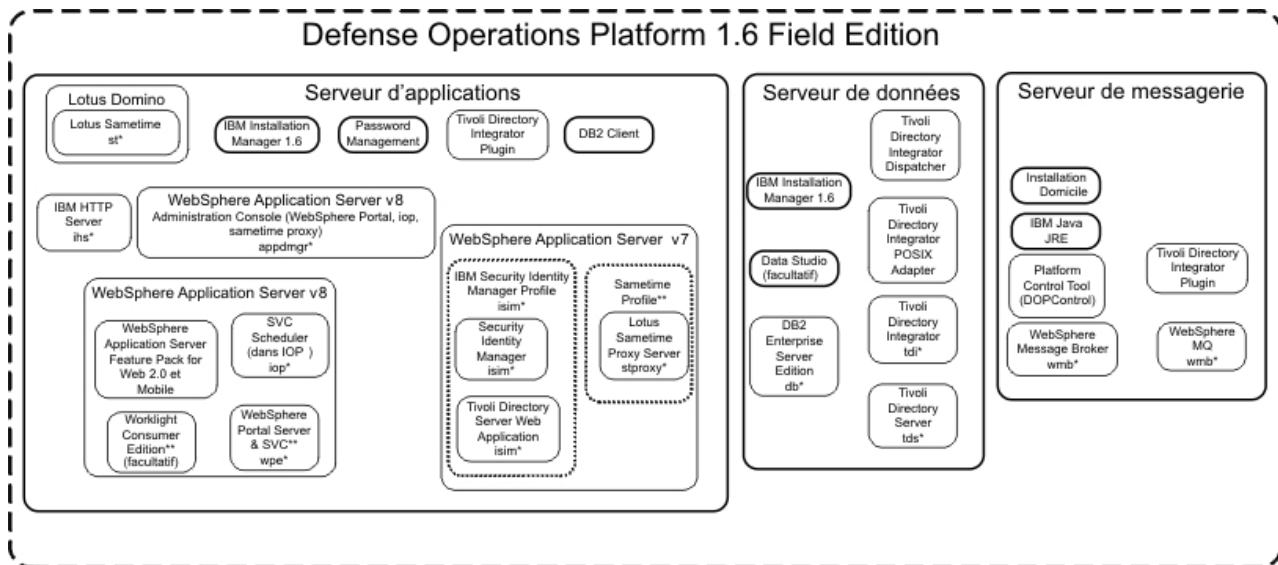 Defense Operations Platform 1.6 Field Edition
Serveur d'applications
Lotus Domino
Lotus Sametime
st*
IBM Installation
Manager 1.6
Password
Management
Tivoli Directory
Integrator
Plugin
DB2 Client
IBM HTTP
Server
ihs*
WebSphere Application Server v8
Administration Console (WebSphere Portal, iop,
sametime proxy)
appdmgr*
WebSphere Application Server v8
WebSphere
Application Server
Feature Pack for
Web 2.0 et
Mobile
SVC
Scheduler
(dans IOP )
iop*
Worklight
Consumer
Edition**
(facultatif)
WebSphere
Portal Server
& SVC**
wpe*
WebSphere Application Server v7
IBM Security Identity
Manager Profile
isim*
Security
Identity
Manager
isim*
Tivoli Directory
Server Web
Application
isim*
Sametime
Profile**
Lotus
Sametime
Proxy Server
stproxy*
Serveur de données
Tivoli
Directory
Integrator
Dispatcher
IBM Installation
Manager 1.6
Tivoli
Directory
Integrator
POSIX
Adapter
Data Studio
(facultatif)
Tivoli
Directory
Integrator
tdi*
DB2
Enterprise
Server
Edition
db*
Tivoli
Directory
Server
tds*
Serveur de messagerie
Installation
Domicile
IBM Java
JRE
Platform
Control Tool
(DOPControl)
Tivoli Directory
Integrator
Plugin
WebSphere
Message Broker
wmb*
WebSphere
MQ
wmb*